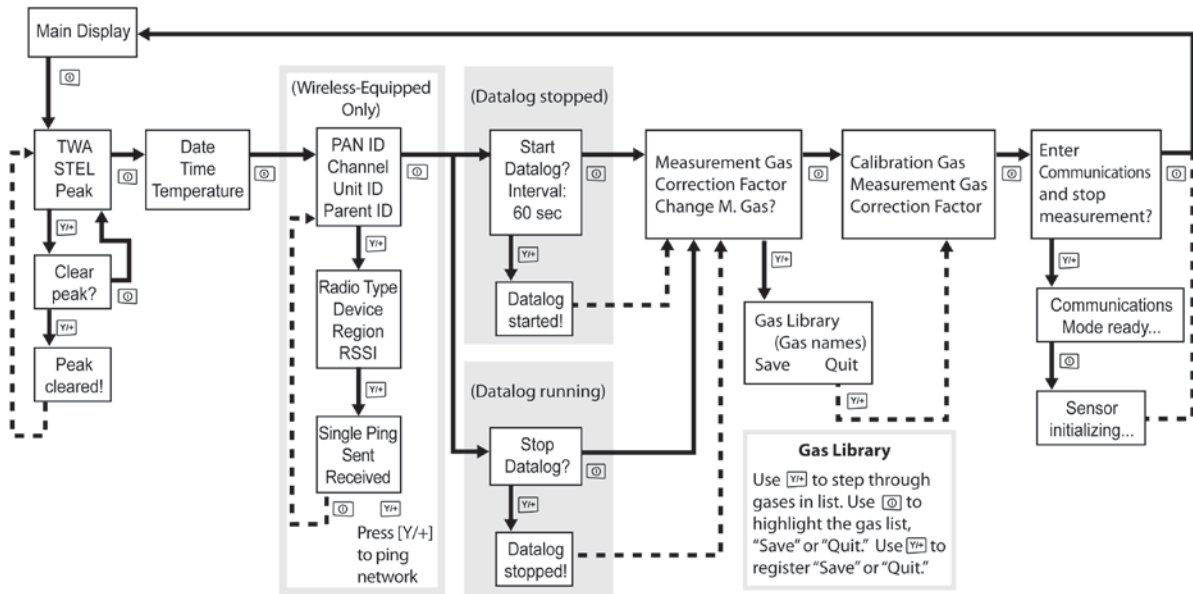 Main Display
TWA
STEL
Peak
Y/+
Clear
peak?
Y/+
Peak
cleared!
Date
Time
Temperature
(Wireless-Equipped
Only)
PAN ID
Channel
Unit ID
Parent ID
Y/+
Radio Type
Device
Region
RSSI
Y/+
Single Ping
Sent
Received
Y/+
Press [Y/+]
to ping
network
(Datalog stopped)
Start
Datalog?
Interval:
60 sec
Y/+
Datalog
started!
(Datalog running)
Stop
Datalog?
Y/+
Datalog
stopped!
Measurement Gas
Correction Factor
Change M. Gas?
Y/+
Gas Library
(Gas names)
Save Quit
Y/+
Calibration Gas
Measurement Gas
Correction Factor
Enter
Communications
and stop
measurement?
Y/+
Communications
Mode ready...
Sensor
initializing...
Gas Library
Use Y/+ to step through
gases in list. Use to
highlight the gas list,
“Save” or “Quit.” Use Y/+ to
register “Save” or “Quit.”